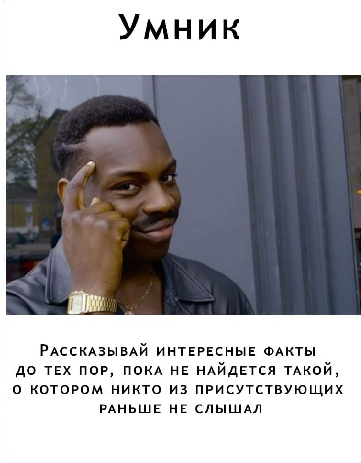 Умник
Рассказывай интересные факты
до тех пор, пока не найдется такой,
о котором никто из присутствующих
раньше не слышал